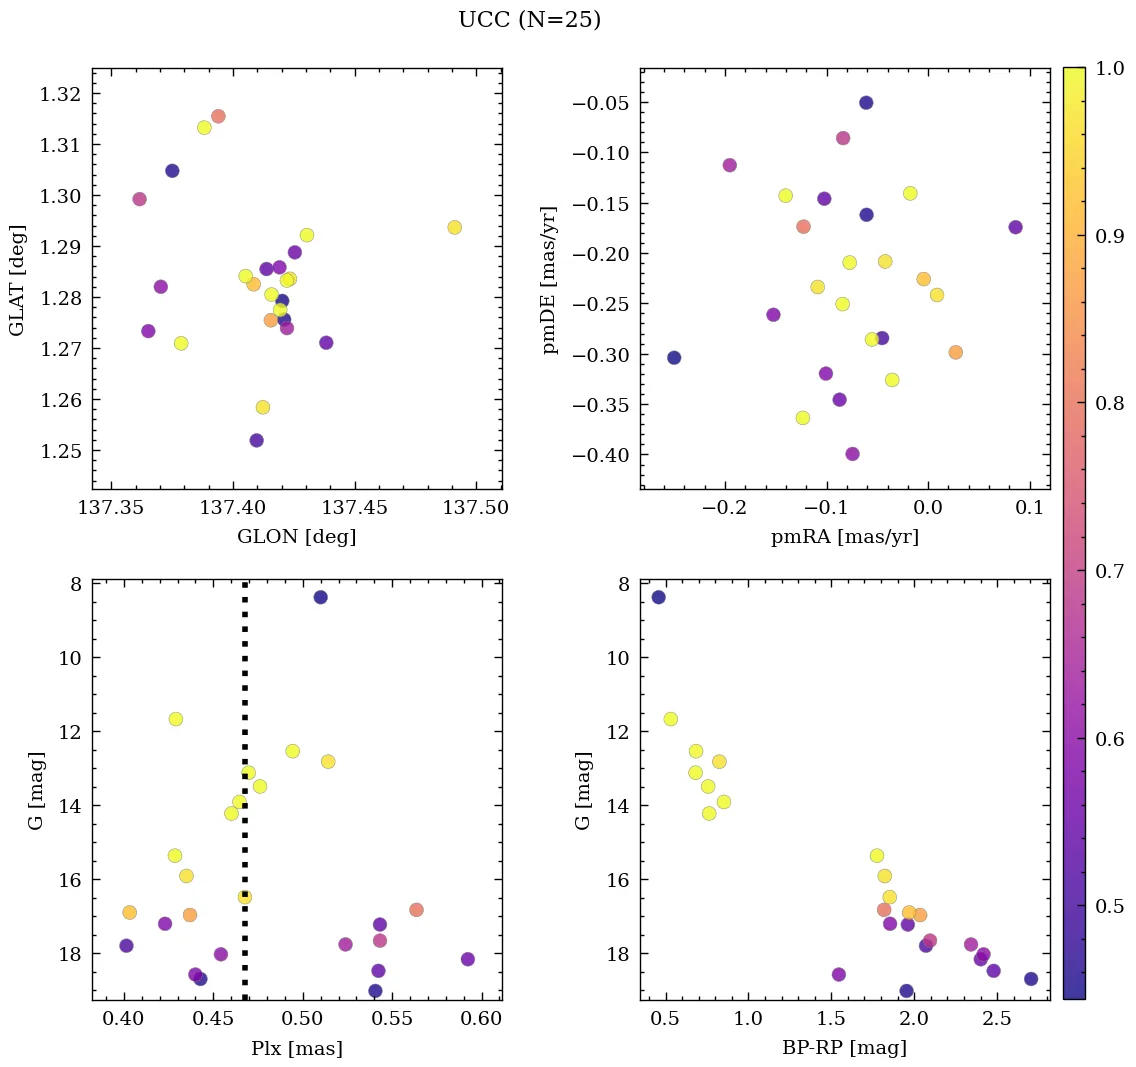 UCC (N=25)
1.32
1.31
1.30
1.29
1.28
1.27
1.26
1.25
GLAT [deg]
137.35 137.40 137.45 137.50
GLON [deg]
−0.05
−0.10
−0.15
−0.20
−0.25
−0.30
−0.35
−0.40
pmDE [mas/yr]
−0.2 −0.1 0.0 0.1
pmRA [mas/yr]
1.0
0.9
0.8
0.7
0.6
0.5
8
10
12
14
16
18
G [mag]
0.40 0.45 0.50 0.55 0.60
Plx [mas]
8
10
12
14
16
18
G [mag]
0.5 1.0 1.5 2.0 2.5
BP-RP [mag]